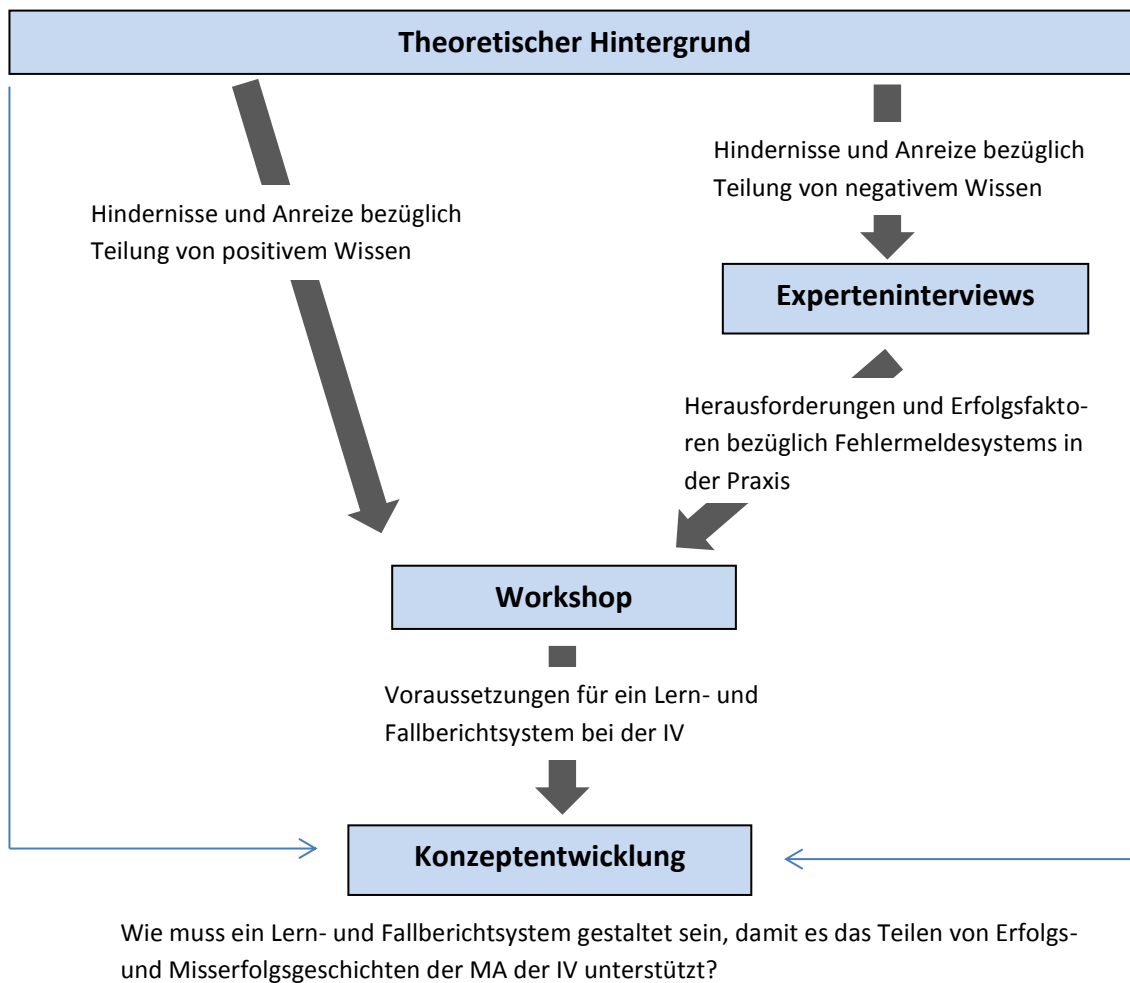 Theoretischer Hintergrund
Hindernisse und Anreize bezüglich
Teilung von negativem Wissen
Hindernisse und Anreize bezüglich
Teilung von positivem Wissen
Experteninterviews
Herausforderungen und Erfolgsfakto-
ren bezüglich Fehlermeldesystems in
der Praxis
Workshop
Voraussetzungen für ein Lern- und
Fallberichtsystem bei der IV
Konzeptentwicklung
Wie muss ein Lern- und Fallberichtsystem gestaltet sein, damit es das Teilen von Erfolgs-
und Misserfolgsgeschichten der MA der IV unterstützt?